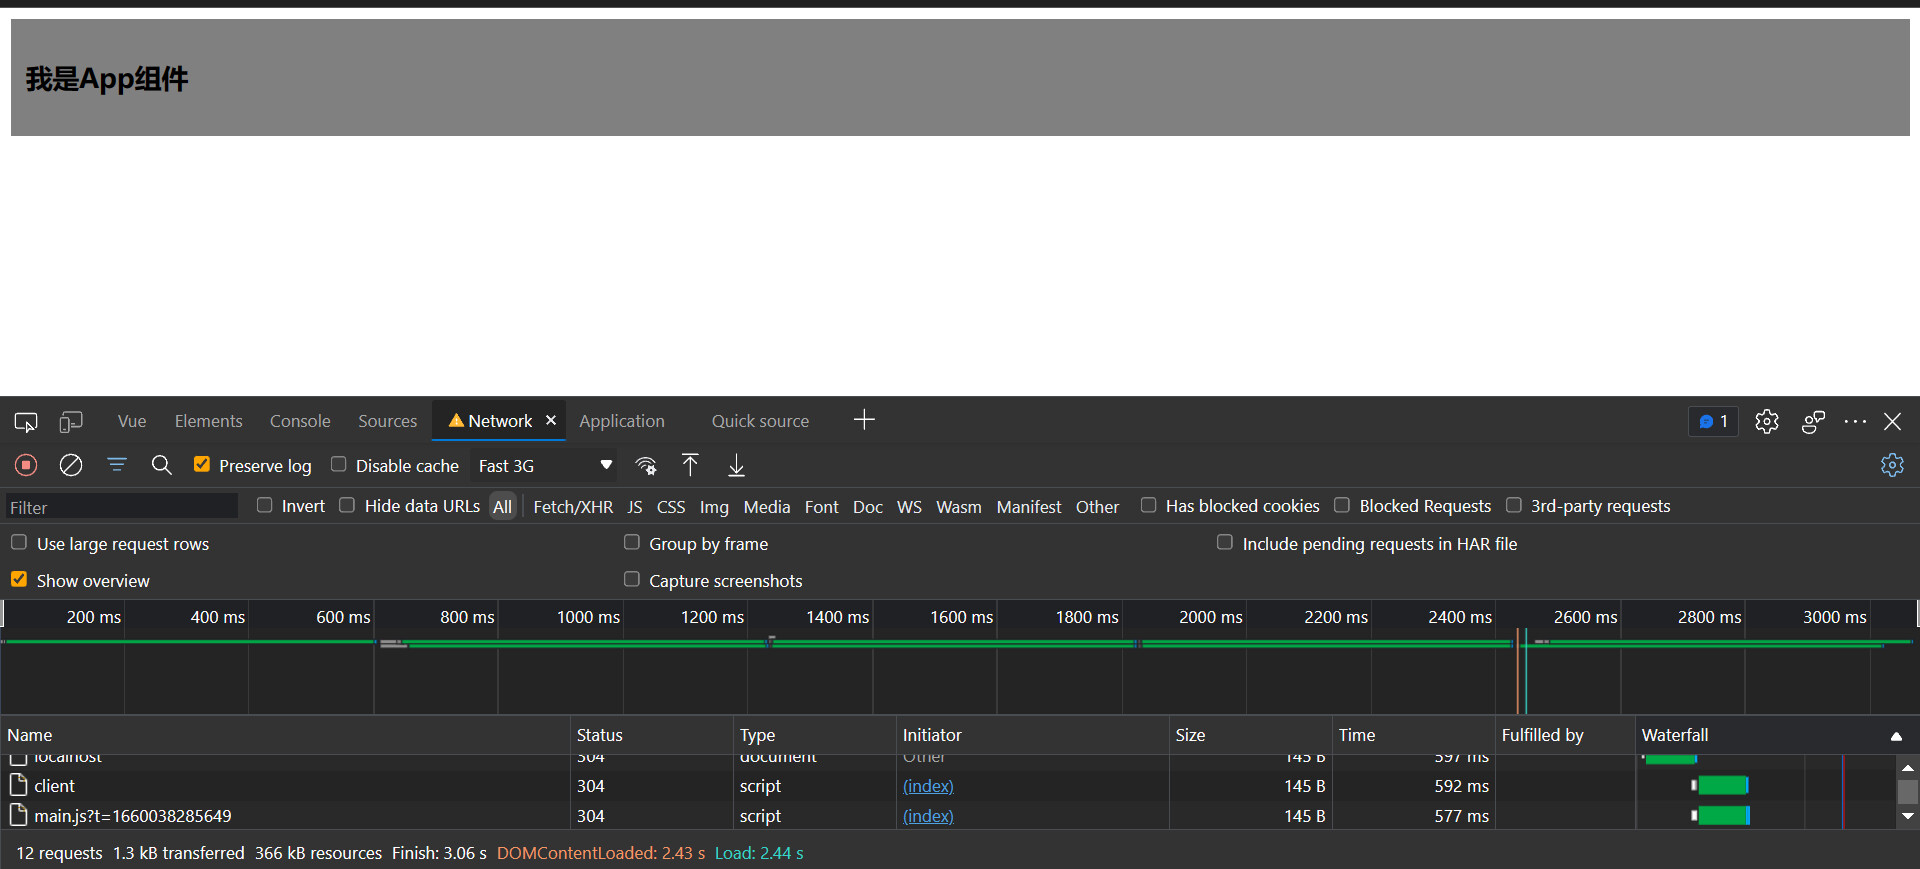 我是App组件
Vue Elements Console Sources Network Application Quick source 1
Preserve log Disable cache Fast 3G
Filter Invert Hide data URLs All Fetch/XHR JS CSS Img Media Font Doc WS Wasm Manifest Other Has blocked cookies Blocked Requests 3rd-party requests
Use large request rows Group by frame Include pending requests in HAR file
Show overview Capture screenshots
200 ms 400 ms 600 ms 800 ms 1000 ms 1200 ms 1400 ms 1600 ms 1800 ms 2000 ms 2200 ms 2400 ms 2600 ms 2800 ms 3000 ms
Name Status Type Initiator Size Time Fulfilled by Waterfall
localhost 304 document Other 145 B 597 ms
client 304 script (index) 145 B 592 ms
main.js?t=1660038285649 304 script (index) 145 B 577 ms
12 requests 1.3 kB transferred 366 kB resources Finish: 3.06 s DOMContentLoaded: 2.43 s Load: 2.44 s